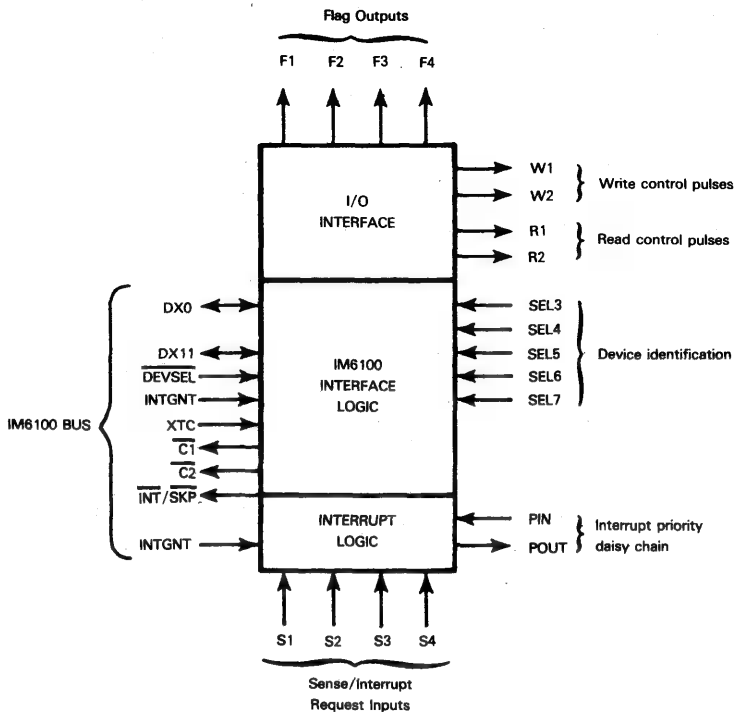 Flag Outputs
F1 F2 F3 F4
I/O
INTERFACE
W1
W2
Write control pulses
R1
R2
Read control pulses
IM6100 BUS
DX0
DX11
DEVSEL
INTGNT
XTC
C1
C2
INT/SKP
INTGNT
IM6100
INTERFACE
LOGIC
SEL3
SEL4
SEL5
SEL6
SEL7
Device identification
INTERRUPT
LOGIC
PIN
POUT
Interrupt priority
daisy chain
S1 S2 S3 S4
Sense/Interrupt
Request Inputs